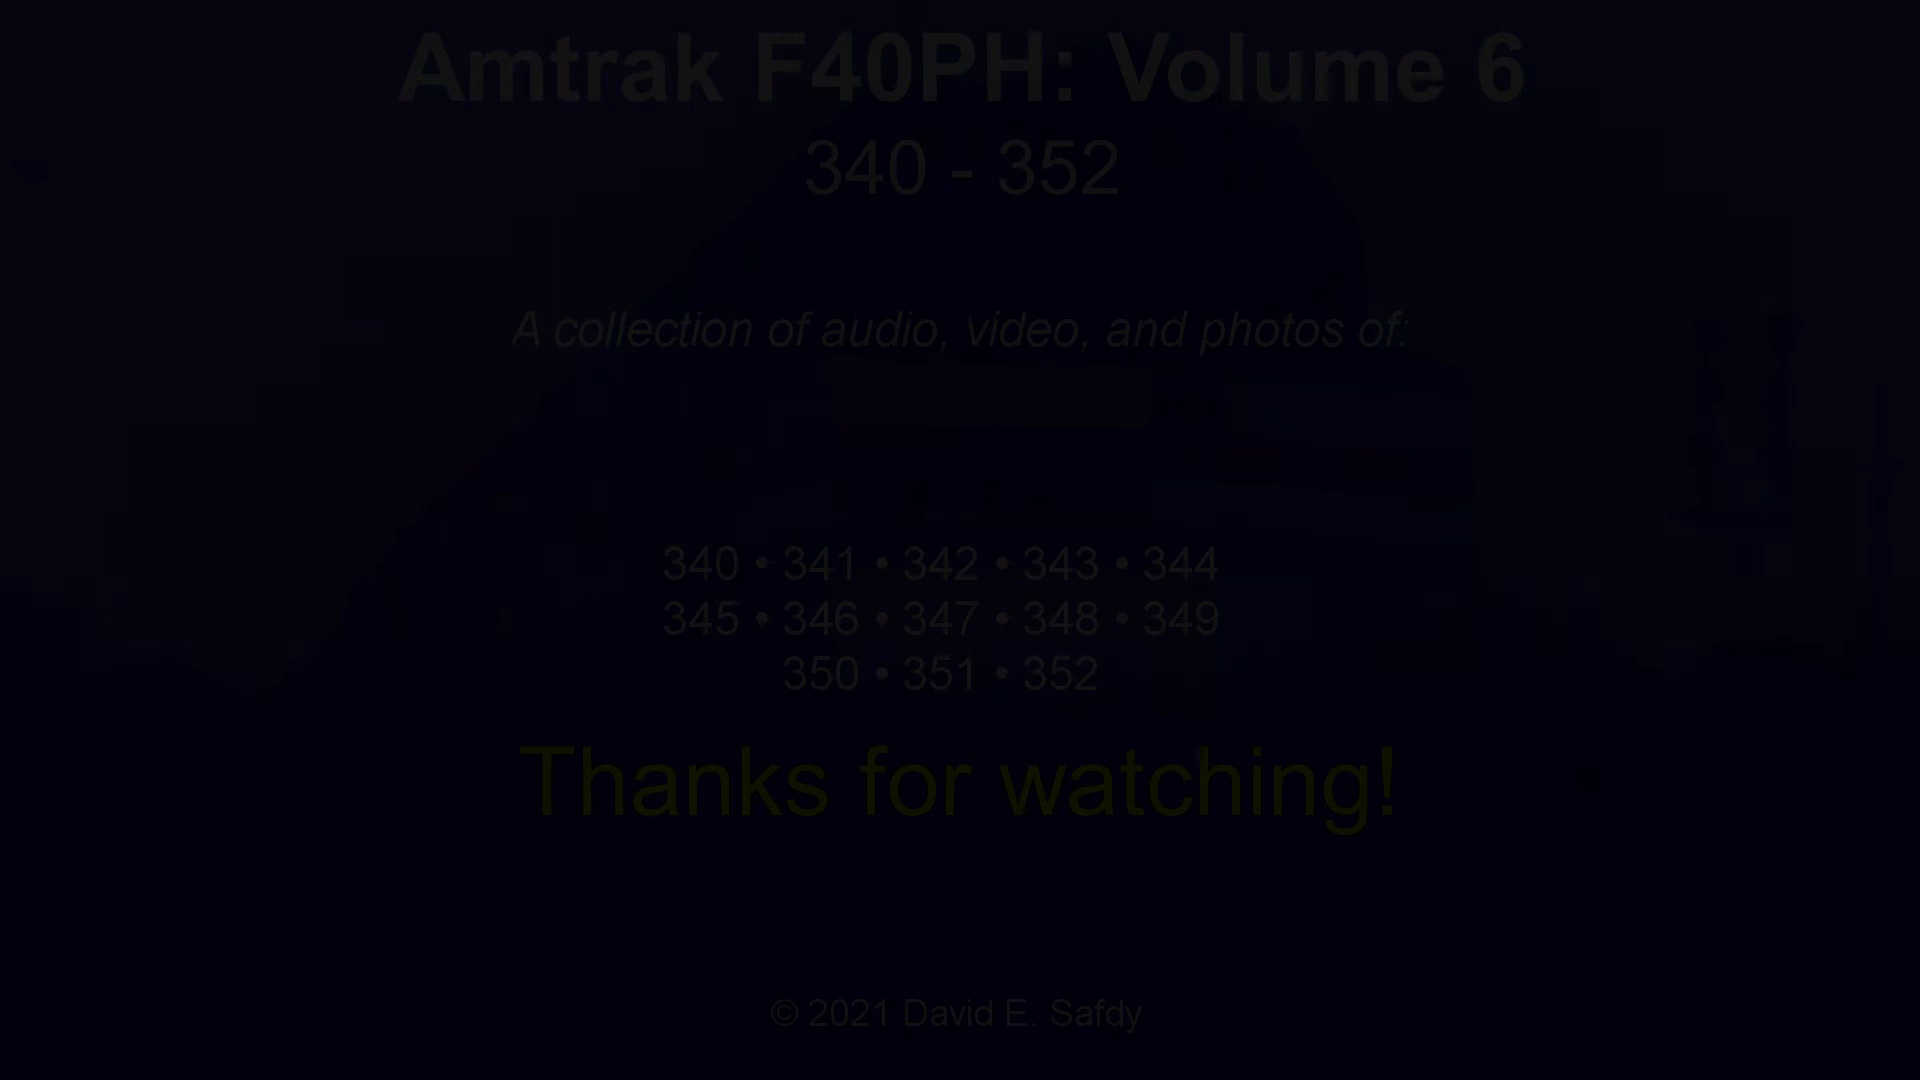 Amtrak F40PH: Volume 6
340 - 352
A collection of audio, video, and photos of:
340 • 341 • 342 • 343 • 344
345 • 346 • 347 • 348 • 349
350 • 351 • 352
Thanks for watching!
© 2021 David E. Safdy